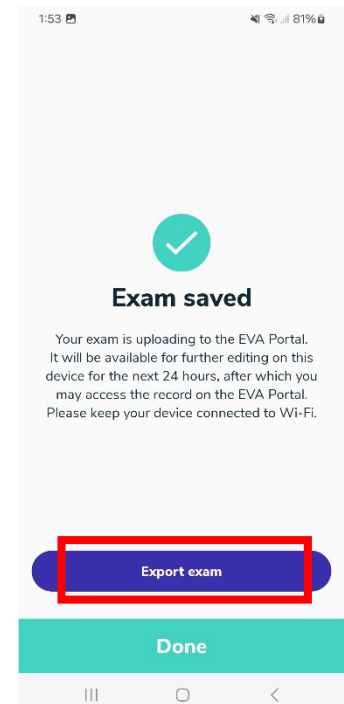 1:53 81%
Exam saved
Your exam is uploading to the EVA Portal.
It will be available for further editing on this
device for the next 24 hours, after which you
may access the record on the EVA Portal.
Please keep your device connected to Wi-Fi.
Export exam
Done